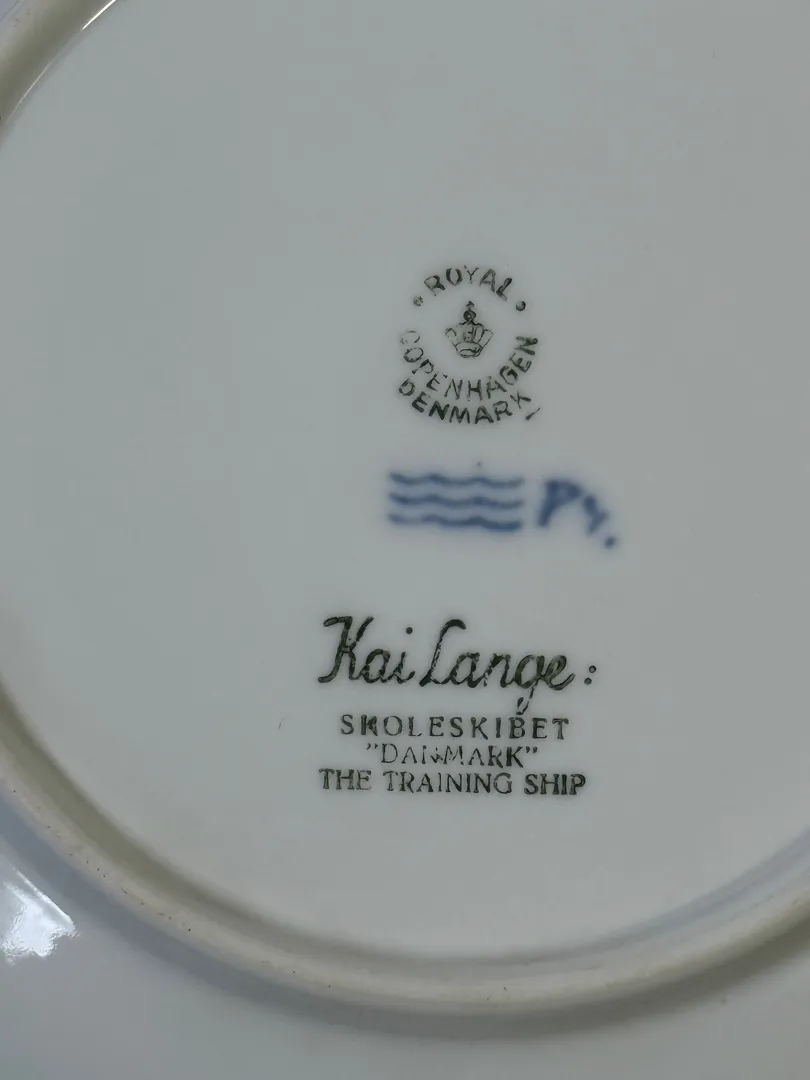 ROYAL
COPENHAGEN
DENMARK
Kai Lange:
SKOLESKIBET
"DANMARK"
THE TRAINING SHIP